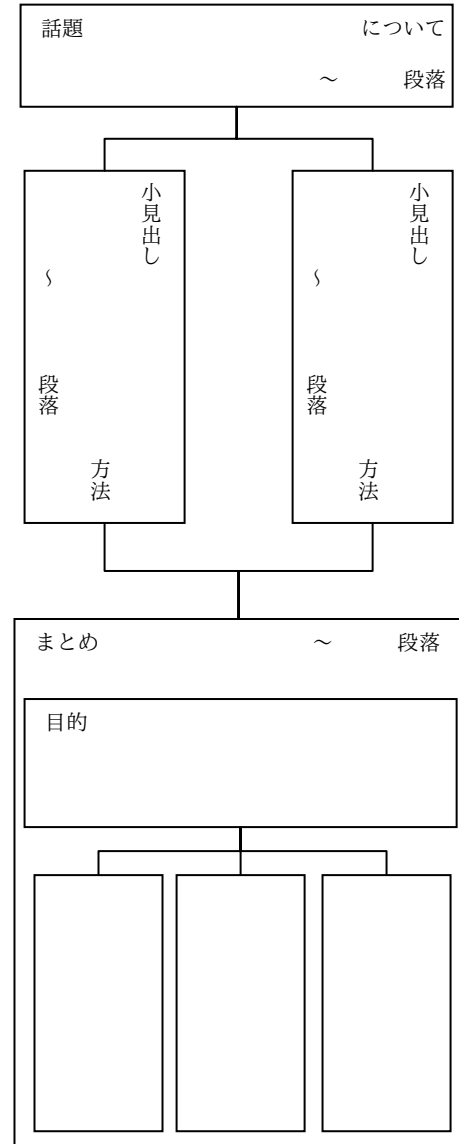 話題 について
〜 段落
小見出し
方法
〜 段落
小見出し
方法
〜 段落
まとめ 〜 段落
目的